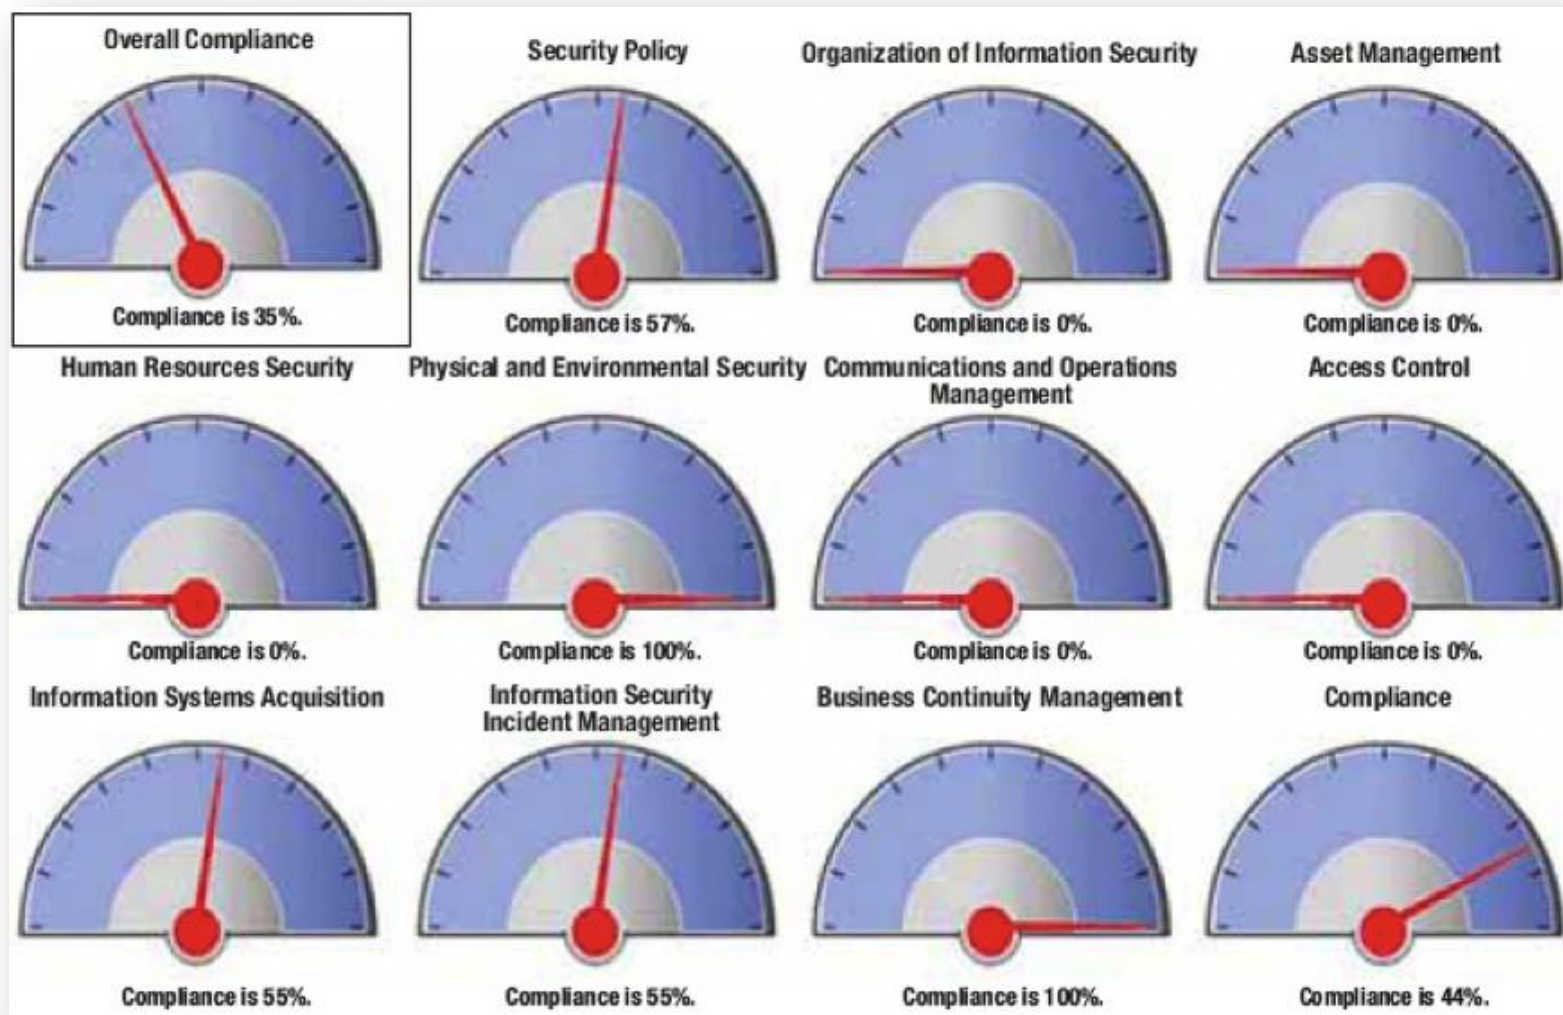 Overall Compliance
Compliance is 35%.
Security Policy
Compliance is 57%.
Organization of Information Security
Compliance is 0%.
Asset Management
Compliance is 0%.
Human Resources Security
Compliance is 0%.
Physical and Environmental Security
Compliance is 100%.
Communications and Operations
Management
Compliance is 0%.
Access Control
Compliance is 0%.
Information Systems Acquisition
Compliance is 55%.
Information Security
Incident Management
Compliance is 55%.
Business Continuity Management
Compliance is 100%.
Compliance
Compliance is 44%.